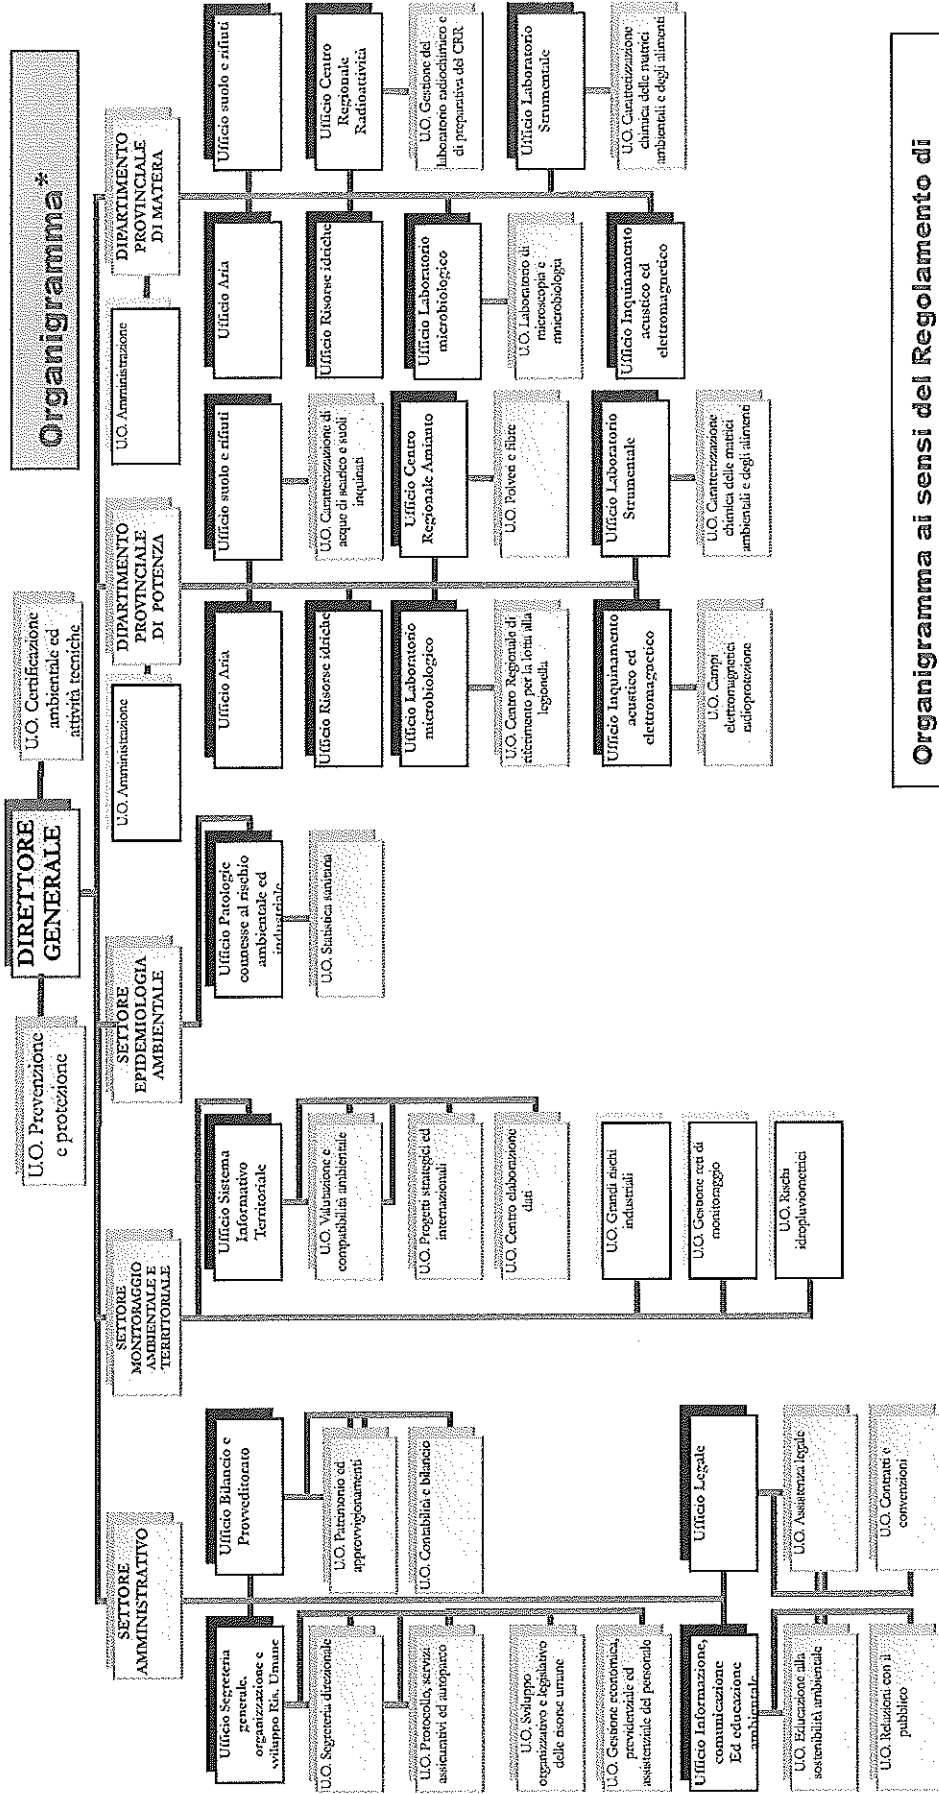 Organigramma*
DIRETTORE
GENERALE
U.O. Prevenzione
e protezione
U.O. Certificazione
ambientale ed
attività tecniche
SETTORE
AMMINISTRATIVO
Ufficio Segreteria
generale,
organizzazione e
sviluppo Ris. Umane
U.O. Segreteria direzionale
U.O. Protocollo, servizi
assicurativi ed autoparco
U.O. Sviluppo
organizzativo e legislativo
delle risorse umane
U.O. Gestione economica,
previdenziale ed
assistenziale del personale
Ufficio Bilancio e
Provveditorato
U.O. Patrimonio ed
approvvigionamenti
U.O. Contabilità e bilancio
Ufficio Informazione,
comunicazione
Ed educazione
ambientale
U.O. Educazione alla
sostenibilità ambientale
U.O. Relazioni con il
pubblico
Ufficio Legale
U.O. Assistenza legale
U.O. Contratti e
convenzioni
SETTORE
MONITORAGGIO
AMBIENTALE E
TERRITORIALE
Ufficio Sistema
Informativo
Territoriale
U.O. Valutazione e
compatibilità ambientale
U.O. Progetti strategici ed
internazionali
U.O. Centro elaborazione
dati
U.O. Grandi rischi
industriali
U.O. Gestione reti di
monitoraggio
U.O. Rischi
idropluviometrici
SETTORE
EPIDEMIOLOGIA
AMBIENTALE
Ufficio Patologie
connesse al rischio
ambientale ed
industriale
U.O. Statistica sanitaria
DIPARTIMENTO
PROVINCIALE
DI POTENZA
U.O. Amministrazione
Ufficio Aria
Ufficio Risorse idriche
Ufficio Laboratorio
microbiologico
U.O. Centro Regionale di
riferimento per la lotta alla
legionella
Ufficio Inquinamento
acustico ed
elettromagnetico
U.O. Campi
elettromagnetici
radioprotezione
Ufficio suolo e rifiuti
U.O. Caratterizzazione di
acque di scarico e suoli
inquinati
Ufficio Centro
Regionale Amianto
U.O. Polveri e fibre
Ufficio Laboratorio
Strumentale
U.O. Caratterizzazione
chimica delle matrici
ambientali e degli alimenti
DIPARTIMENTO
PROVINCIALE
DI MATERA
U.O. Amministrazione
Ufficio Aria
Ufficio Risorse idriche
Ufficio Laboratorio
microbiologico
U.O. Laboratorio di
microscopia e
mnicrobiologia
Ufficio Inquinamento
acustico ed
elettromagnetico
Ufficio suolo e rifiuti
Ufficio Centro
Regionale
Radioattività
U.O. Gestione del
laboratorio radiochimico e
di preparativa del CRR
Ufficio Laboratorio
Strumentale
U.O. Caratterizzazione
chimica delle matrici
ambientali e degli alimenti
Organigramma ai sensi del Regolamento di